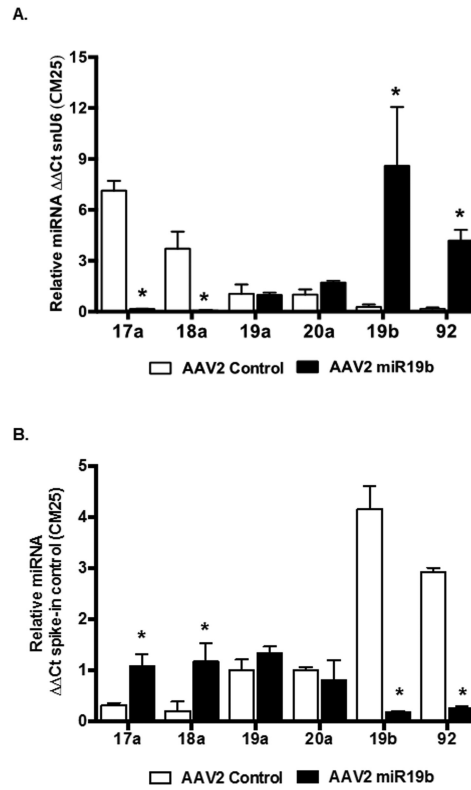 A.
Relative miRNA ΔΔCt snU6 (CM25)
15
12
9
6
3
0
*
*
*
*
17a 18a 19a 20a 19b 92
AAV2 Control AAV2 miR19b
B.
Relative miRNA
ΔΔCt spike-in control (CM25)
5
4
3
2
1
0
*
*
*
*
17a 18a 19a 20a 19b 92
AAV2 Control AAV2 miR19b